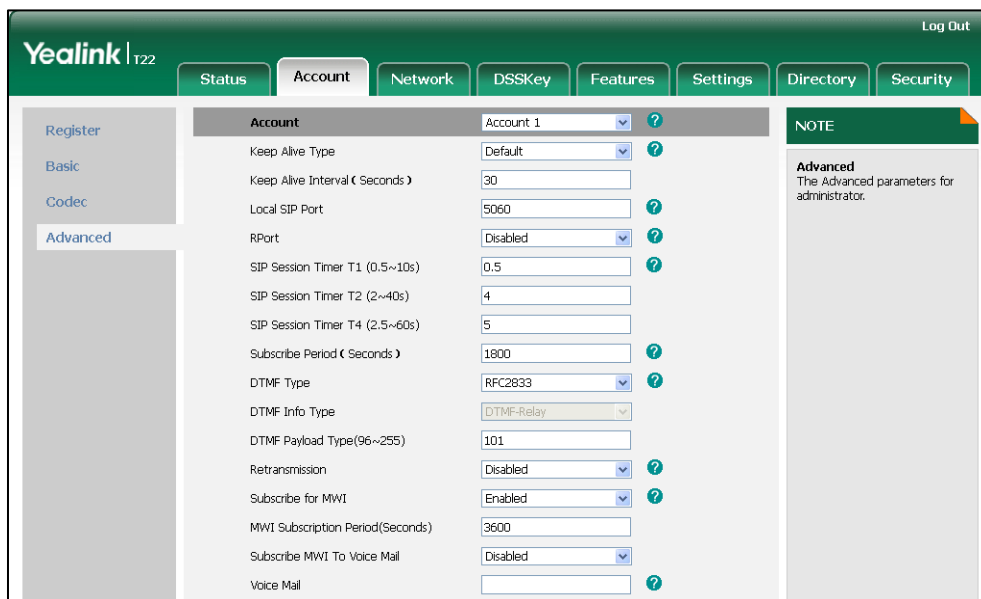 Log Out
Yealink T22
Status Account Network DSSKey Features Settings Directory Security
Register
Basic
Codec
Advanced
Account Account 1 ?
Keep Alive Type Default ?
Keep Alive Interval ( Seconds ) 30
Local SIP Port 5060 ?
RPort Disabled ?
SIP Session Timer T1 (0.5~10s) 0.5 ?
SIP Session Timer T2 (2~40s) 4
SIP Session Timer T4 (2.5~60s) 5
Subscribe Period ( Seconds ) 1800 ?
DTMF Type RFC2833 ?
DTMF Info Type DTMF-Relay
DTMF Payload Type(96~255) 101
Retransmission Disabled ?
Subscribe for MWI Enabled ?
MWI Subscription Period(Seconds) 3600
Subscribe MWI To Voice Mail Disabled
Voice Mail ?
NOTE
Advanced
The Advanced parameters for
administrator.